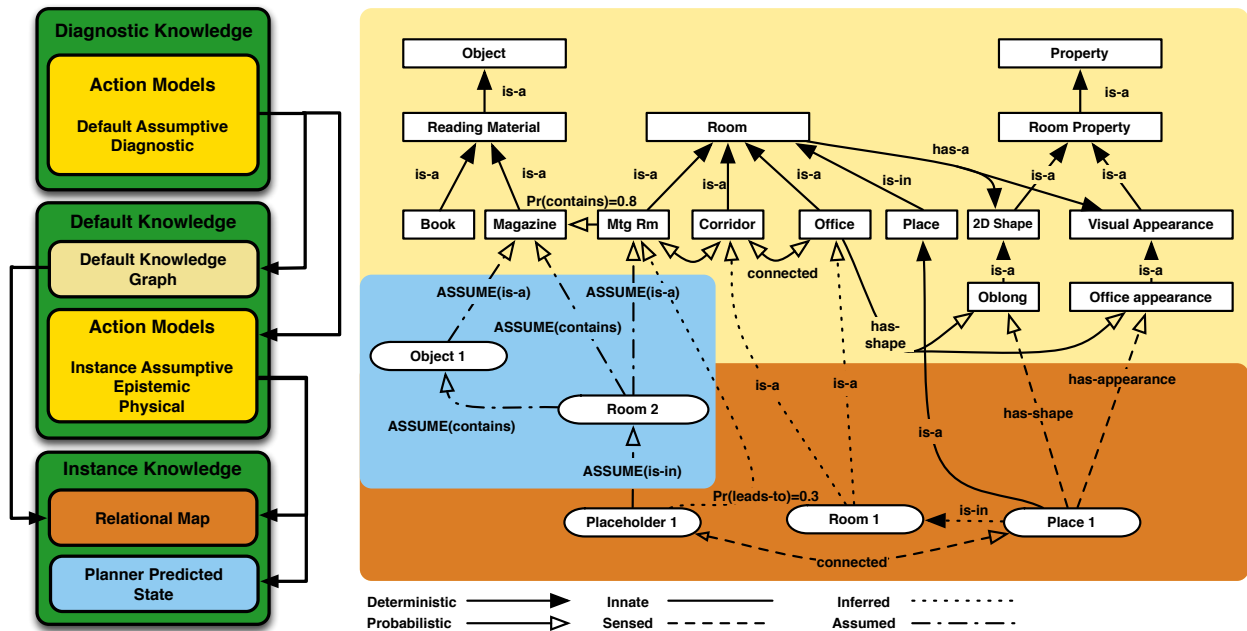 Diagnostic Knowledge
Action Models
Default Assumptive
Diagnostic
Default Knowledge
Default Knowledge
Graph
Action Models
Instance Assumptive
Epistemic
Physical
Instance Knowledge
Relational Map
Planner Predicted
State
Object
Property
is-a
is-a
Reading Material
Room
Room Property
has-a
is-a
is-a
is-a
is-a
is-a
is-in
is-a
is-a
Pr(contains)=0.8
Book
Magazine
Mtg Rm
Corridor
Office
Place
2D Shape
Visual Appearance
connected
is-a
is-a
ASSUME(is-a)
ASSUME(is-a)
Oblong
Office appearance
ASSUME(contains)
has-
shape
Object 1
is-a
is-a
has-appearance
Room 2
has-shape
ASSUME(contains)
is-a
ASSUME(is-in)
Pr(leads-to)=0.3
Placeholder 1
Room 1
is-in
Place 1
connected
Deterministic
Innate
Inferred
Probabilistic
Sensed
Assumed